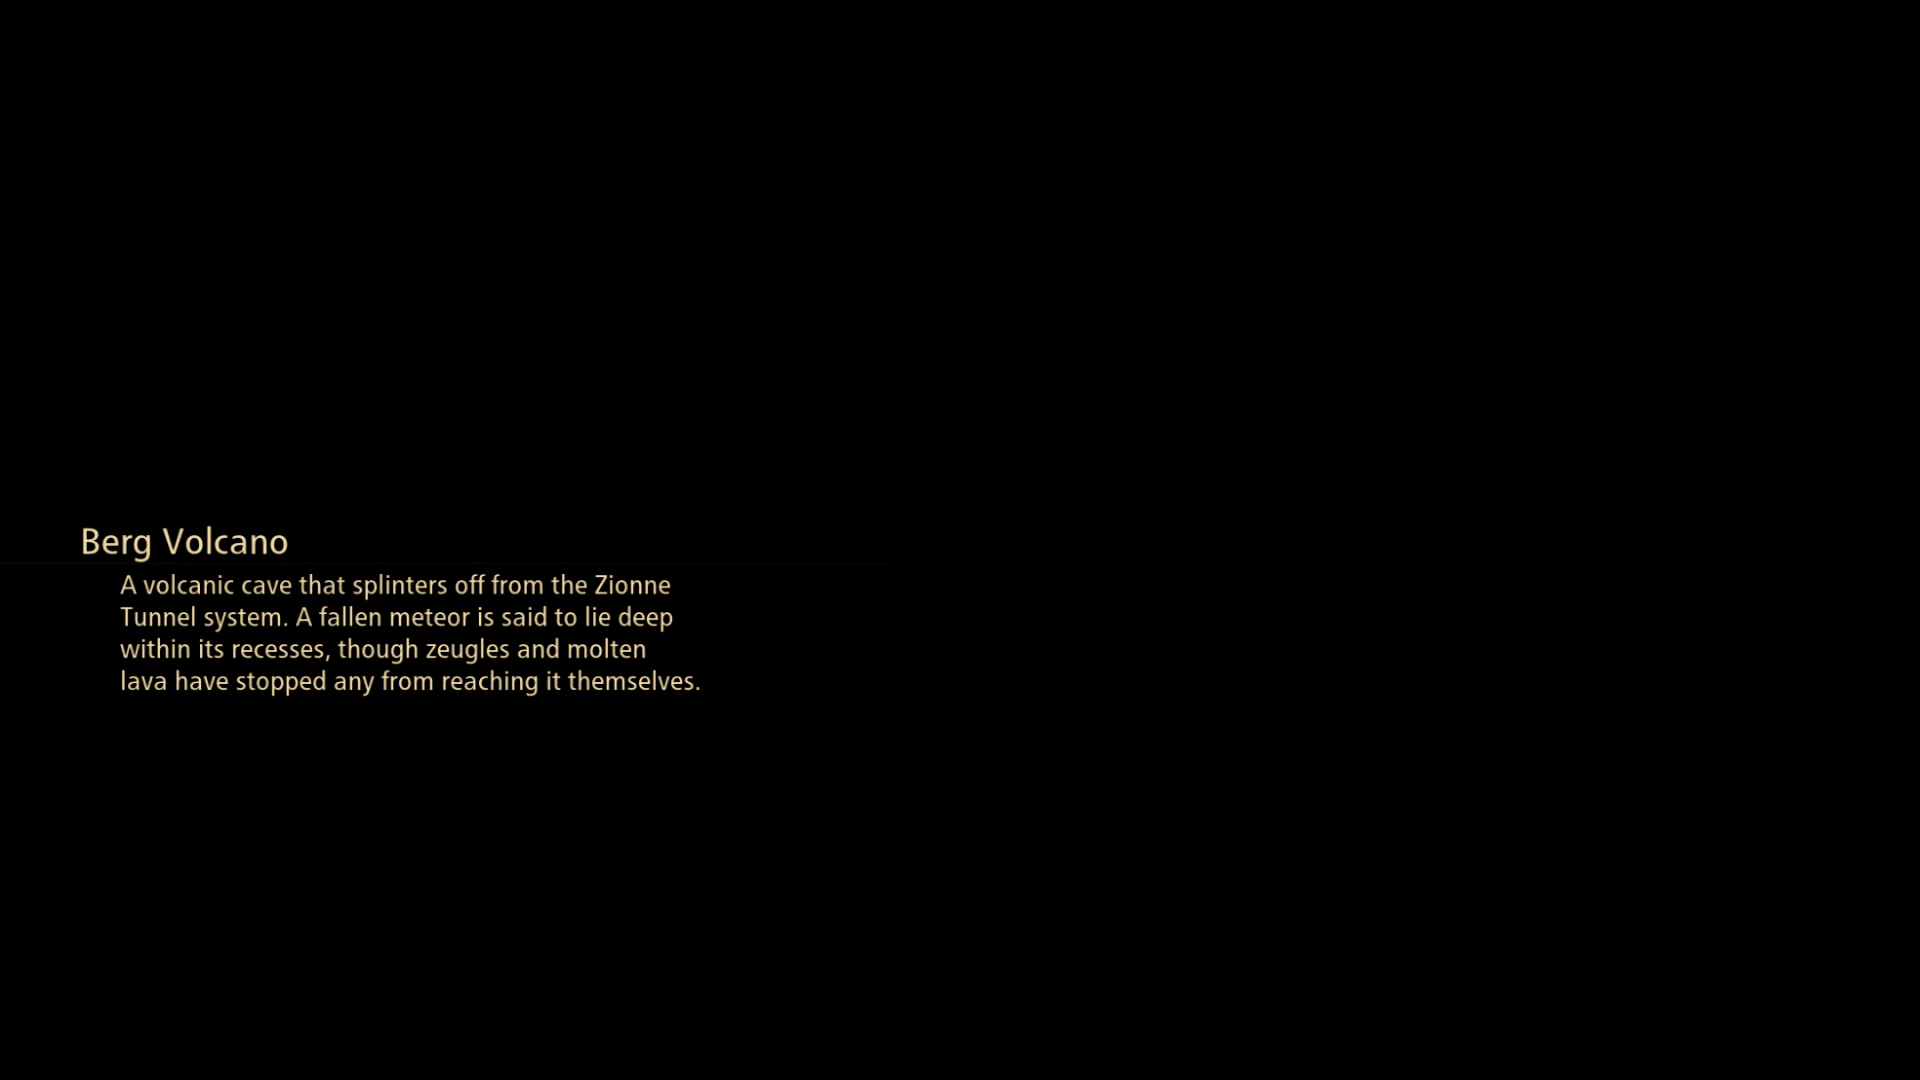 Berg Volcano
A volcanic cave that splinters off from the Zionne
Tunnel system. A fallen meteor is said to lie deep
within its recesses, though zeugles and molten
lava have stopped any from reaching it themselves.